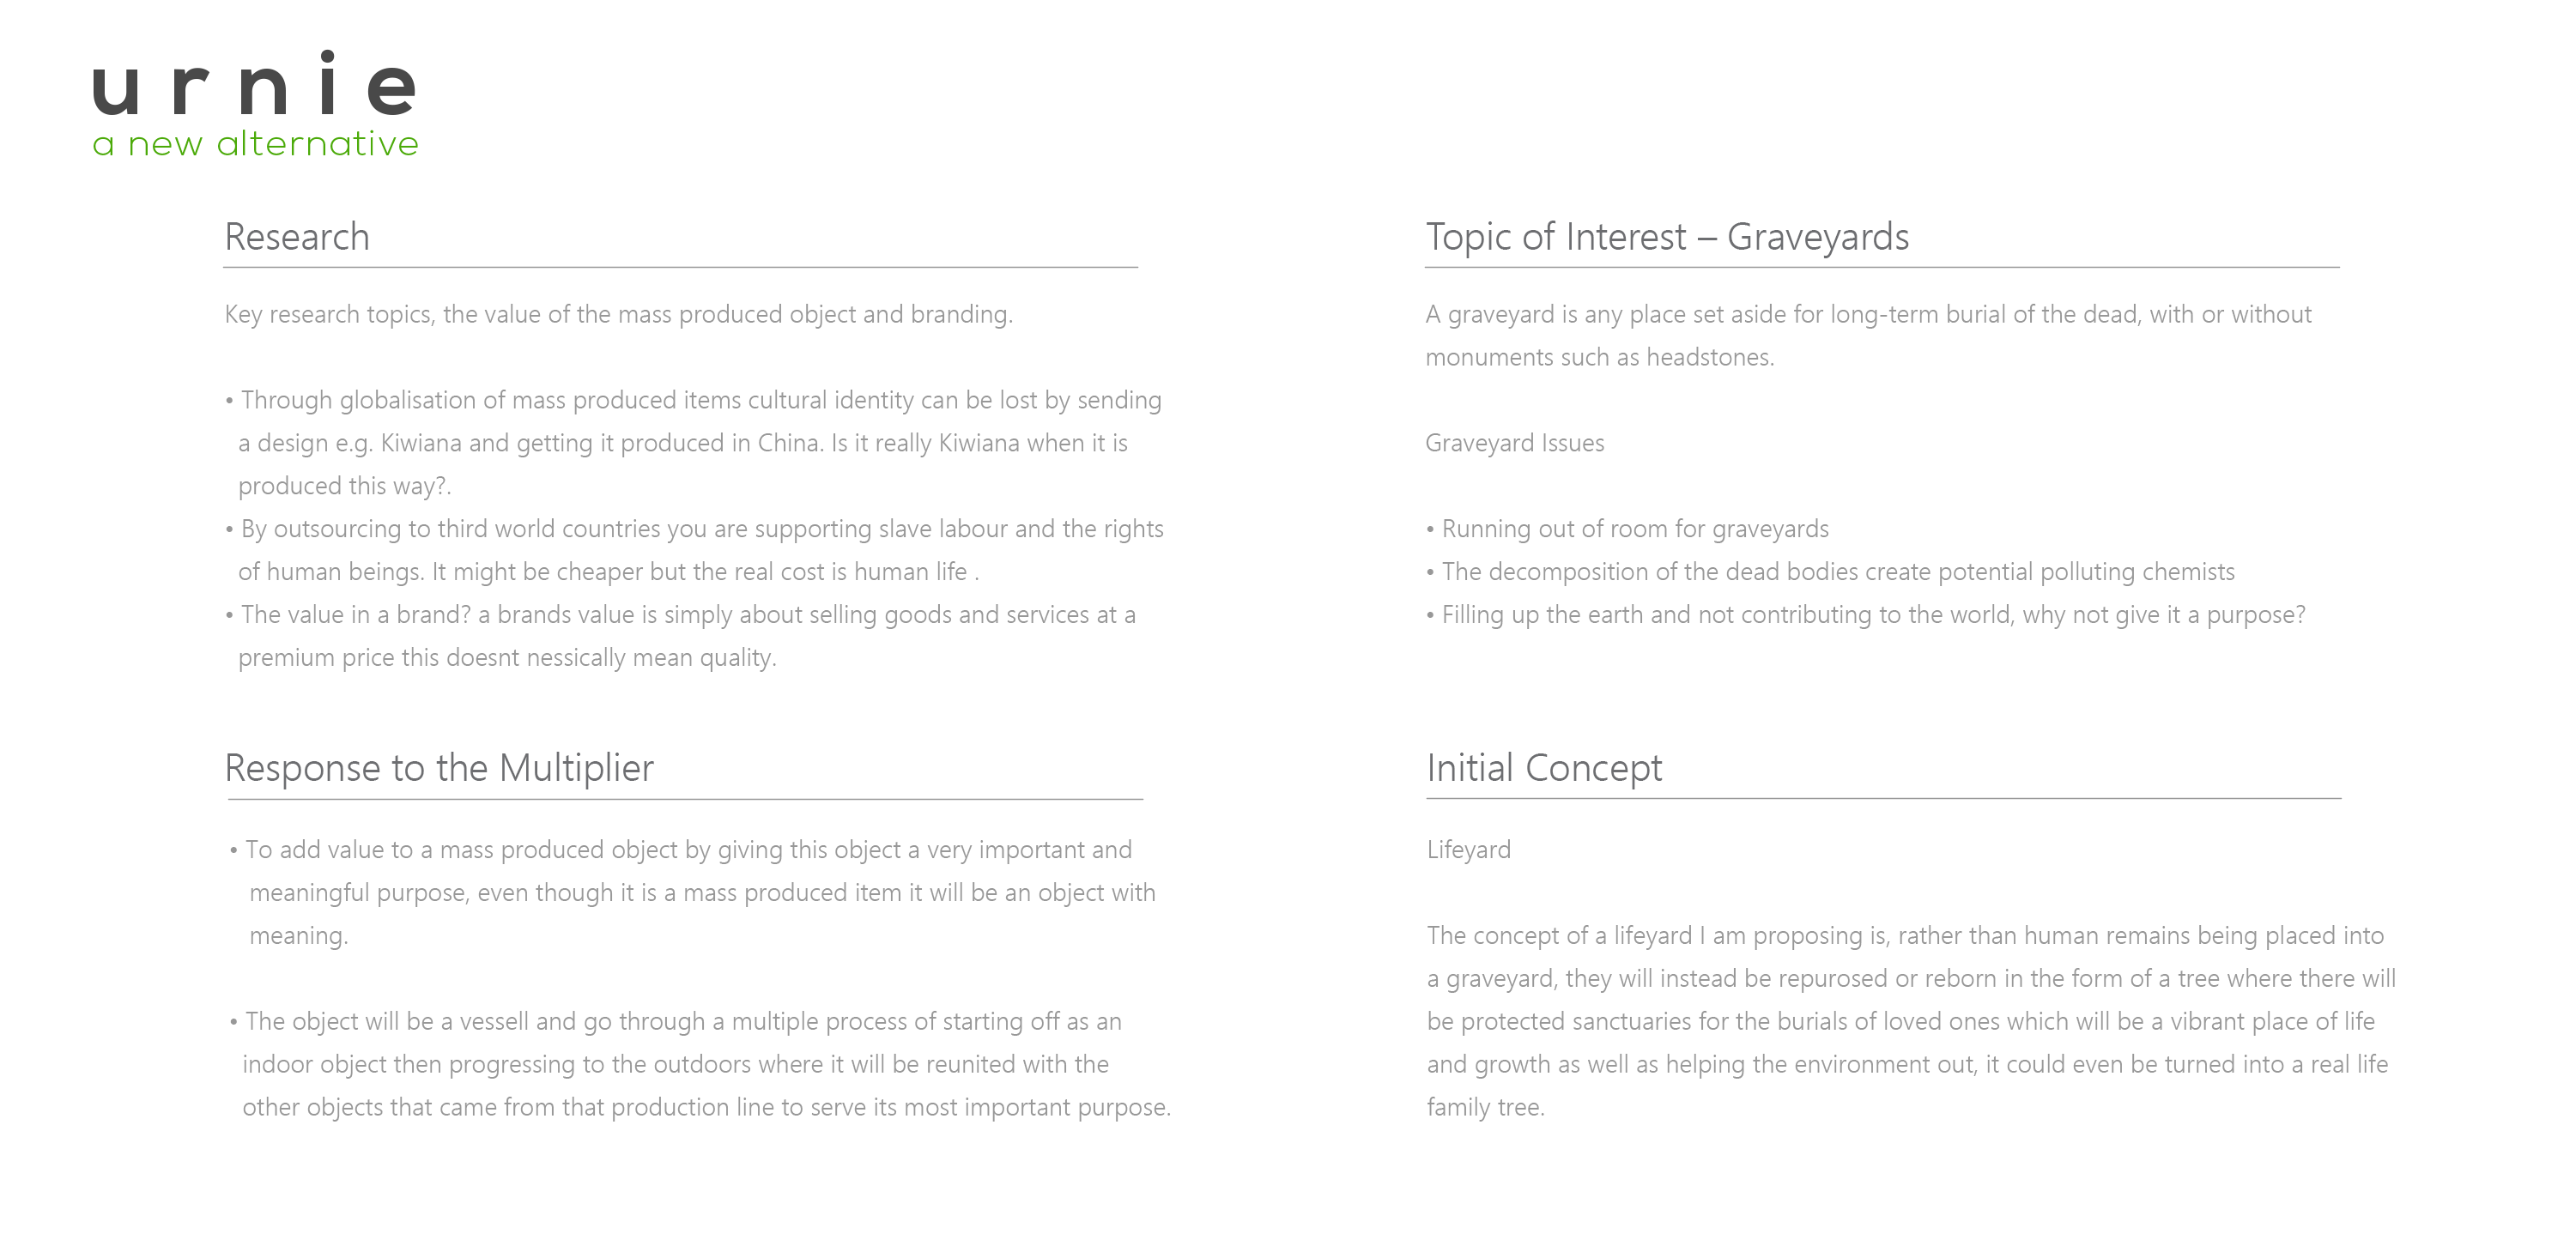 urnie
a new alternative
Research
Key research topics, the value of the mass produced object and branding.
• Through globalisation of mass produced items cultural identity can be lost by sending
a design e.g. Kiwiana and getting it produced in China. Is it really Kiwiana when it is
produced this way?.
• By outsourcing to third world countries you are supporting slave labour and the rights
of human beings. It might be cheaper but the real cost is human life .
• The value in a brand? a brands value is simply about selling goods and services at a
premium price this doesnt nessically mean quality.
Response to the Multiplier
• To add value to a mass produced object by giving this object a very important and
meaningful purpose, even though it is a mass produced item it will be an object with
meaning.
• The object will be a vessell and go through a multiple process of starting off as an
indoor object then progressing to the outdoors where it will be reunited with the
other objects that came from that production line to serve its most important purpose.
Topic of Interest – Graveyards
A graveyard is any place set aside for long-term burial of the dead, with or without
monuments such as headstones.
Graveyard Issues
• Running out of room for graveyards
• The decomposition of the dead bodies create potential polluting chemists
• Filling up the earth and not contributing to the world, why not give it a purpose?
Initial Concept
Lifeyard
The concept of a lifeyard I am proposing is, rather than human remains being placed into
a graveyard, they will instead be repurosed or reborn in the form of a tree where there will
be protected sanctuaries for the burials of loved ones which will be a vibrant place of life
and growth as well as helping the environment out, it could even be turned into a real life
family tree.